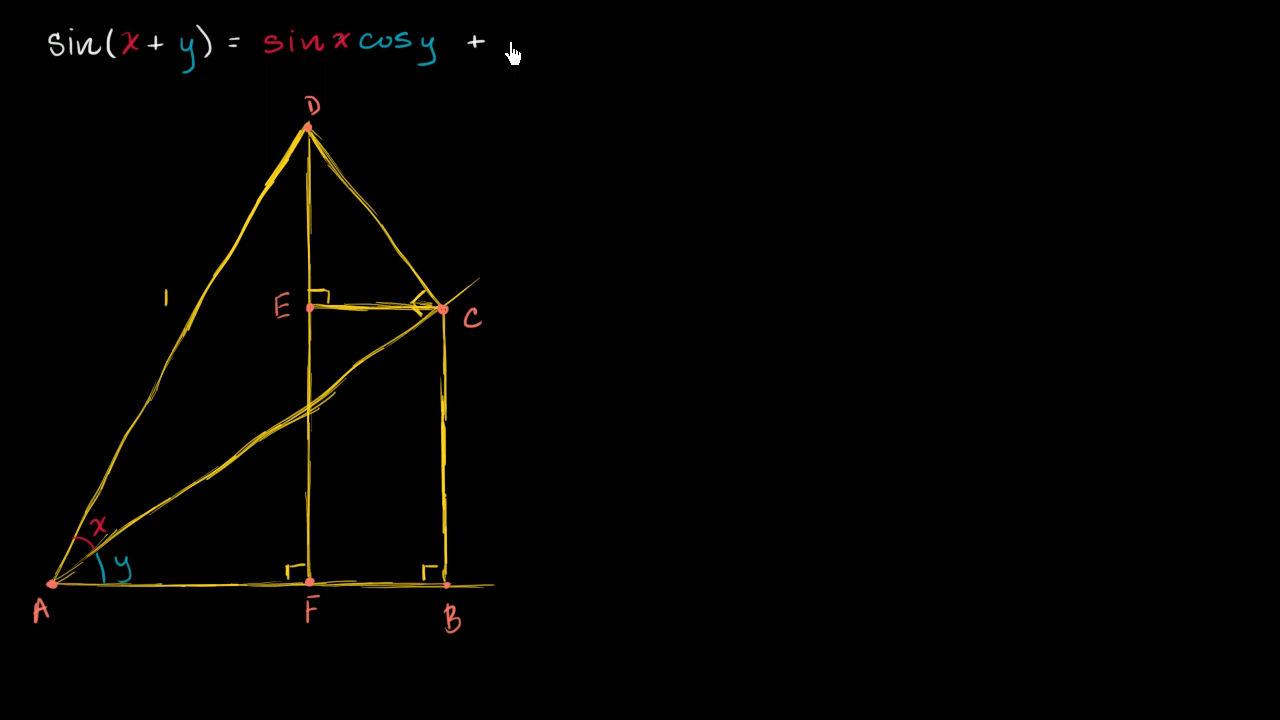 sin(x + y) = sin x cos y +
D
1
E
C
x
y
A
F
B